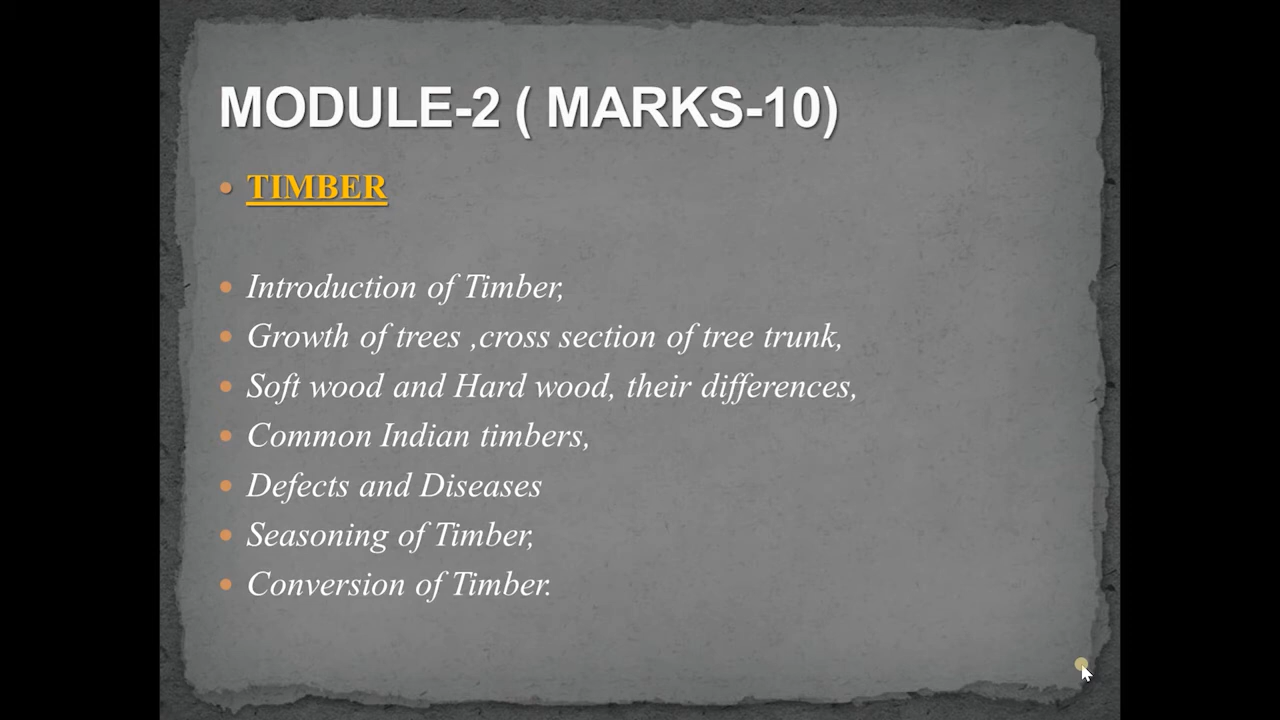 MODULE-2 ( MARKS-10)
TIMBER
Introduction of Timber,
Growth of trees ,cross section of tree trunk,
Soft wood and Hard wood, their differences,
Common Indian timbers,
Defects and Diseases
Seasoning of Timber,
Conversion of Timber.